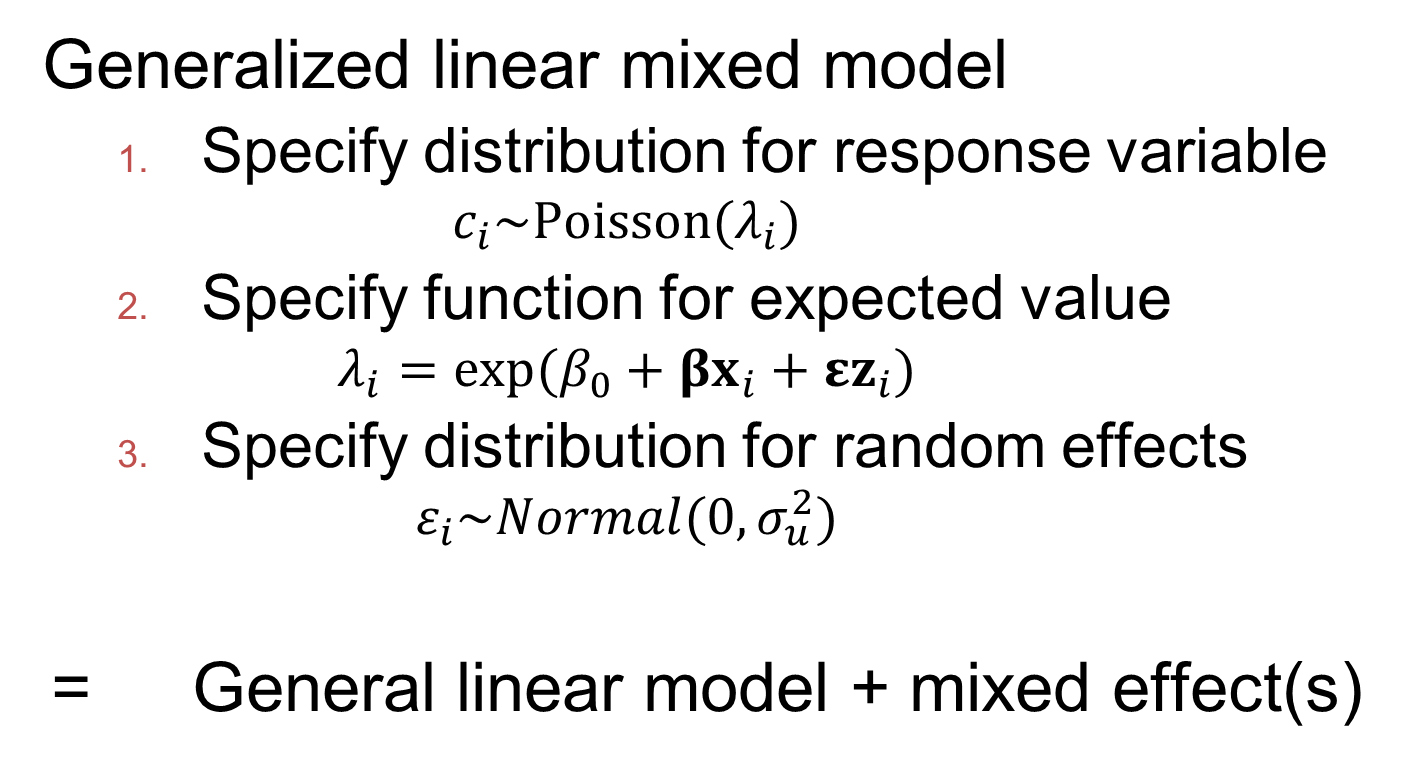 Generalized linear mixed model
1. Specify distribution for response variable
c_i~Poisson(λ_i)
2. Specify function for expected value
λ_i = exp(β_0 + βx_i + εz_i)
3. Specify distribution for random effects
ε_i~Normal(0, σ_u^2)
= General linear model + mixed effect(s)